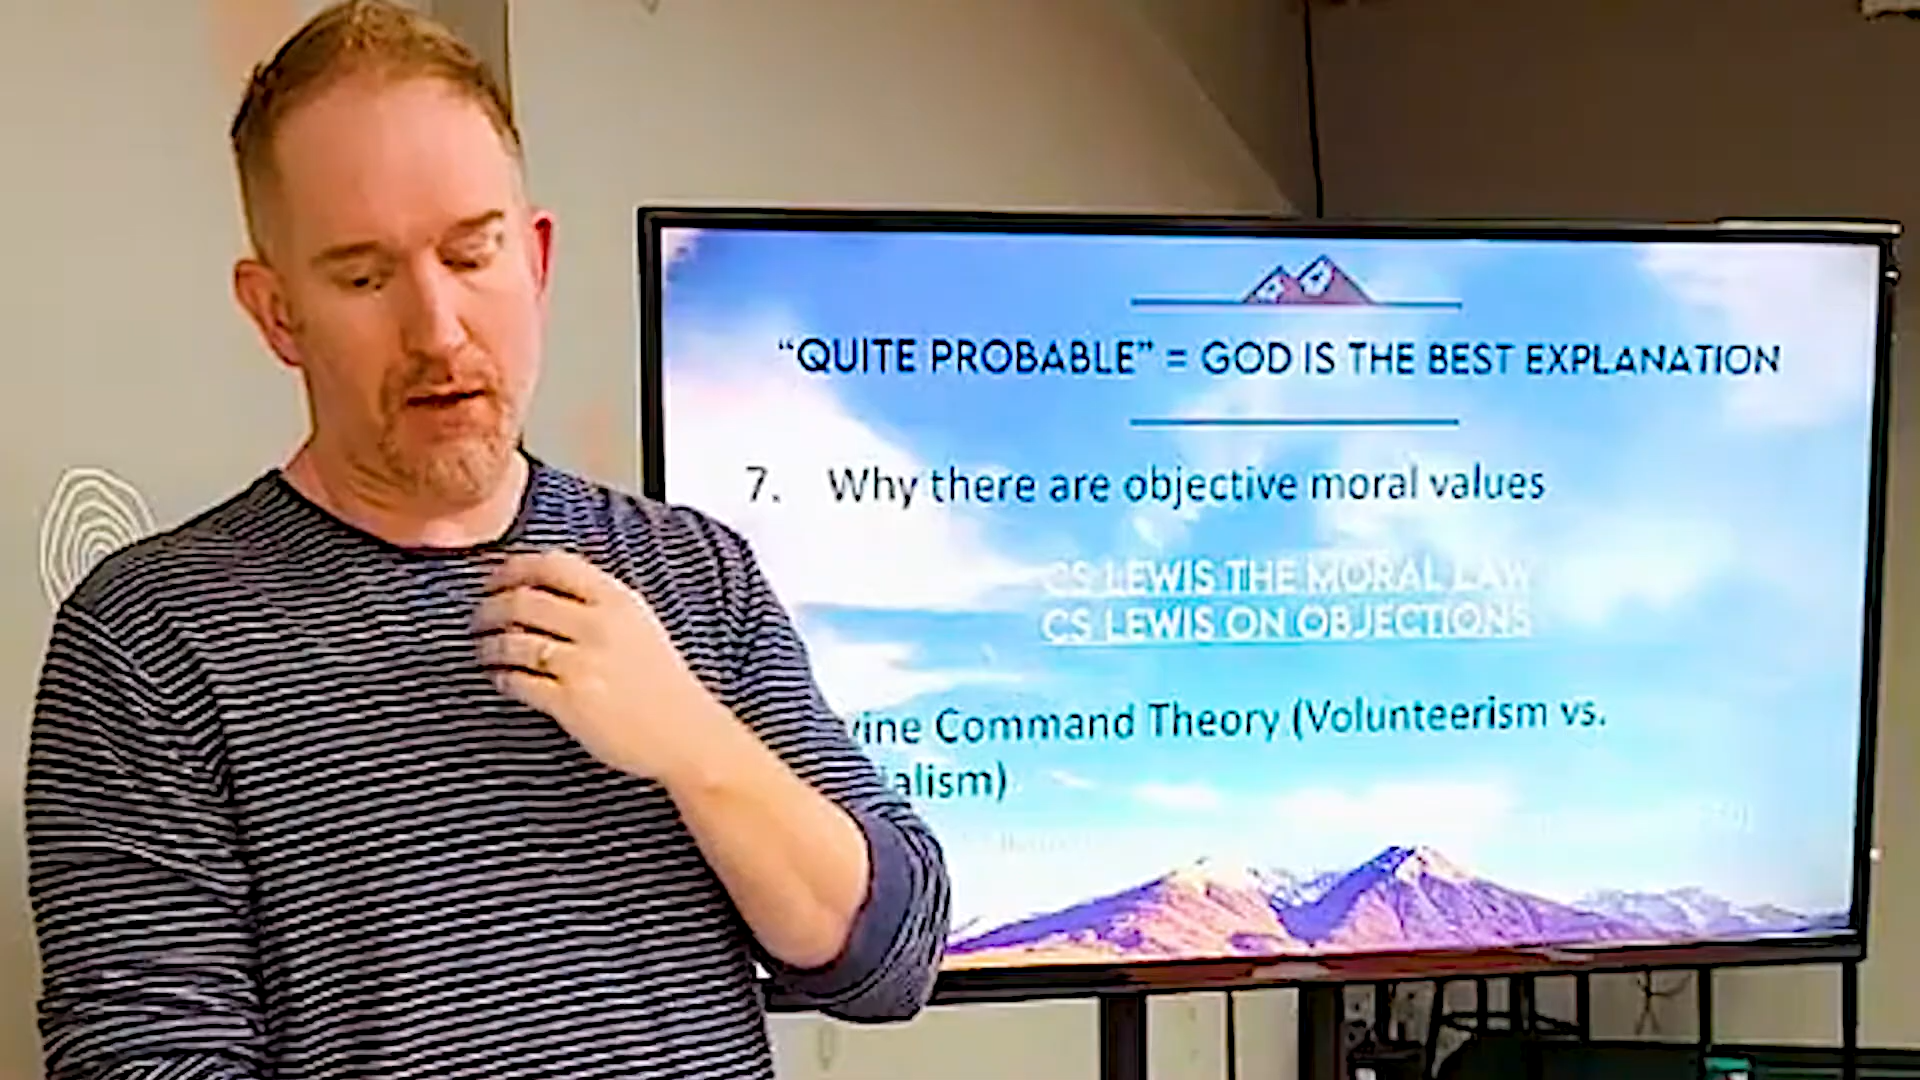 "QUITE PROBABLE" = GOD IS THE BEST EXPLANATION
7. Why there are objective moral values
CS LEWIS THE MORAL LAW
CS LEWIS ON OBJECTIONS
vine Command Theory (Volunteerism vs.
alism)